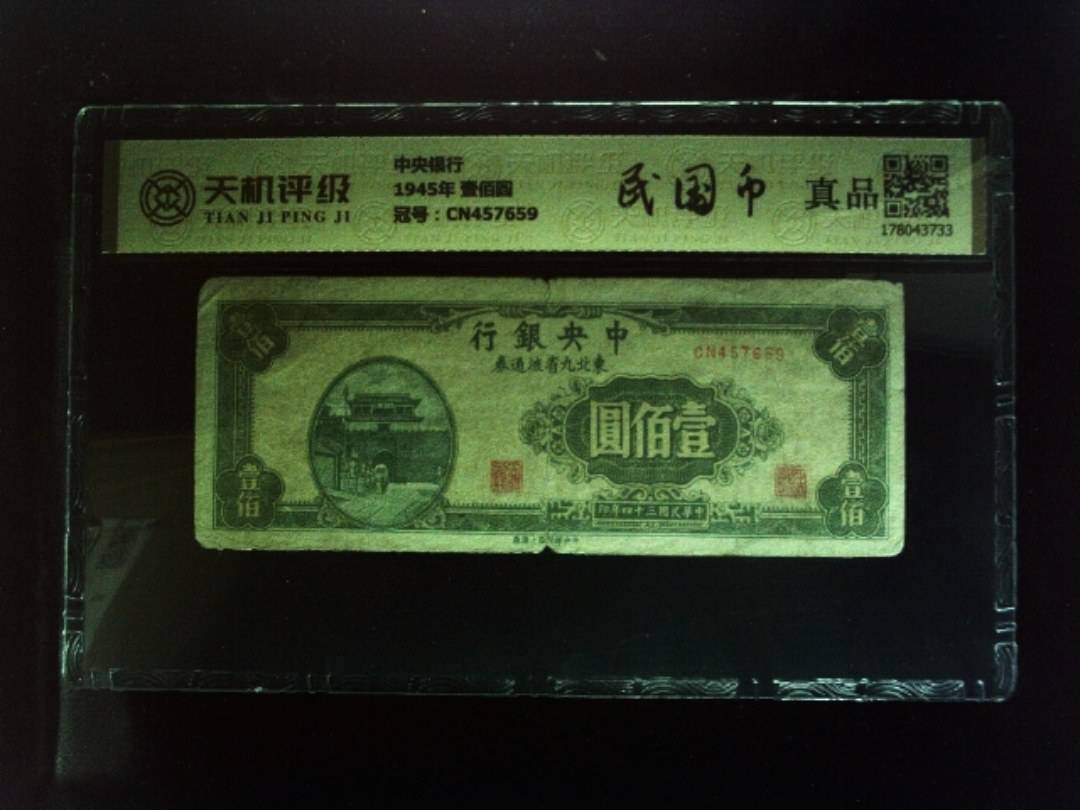 天机评级
TIAN JI PING JI
中央银行
1945年 壹佰圆
冠号：CN457659
民国币
真品
178043733
行銀央中
CN457659
券通流省九北東
圓佰壹
壹佰
壹佰
壹佰
壹佰
印年四十三國民華中